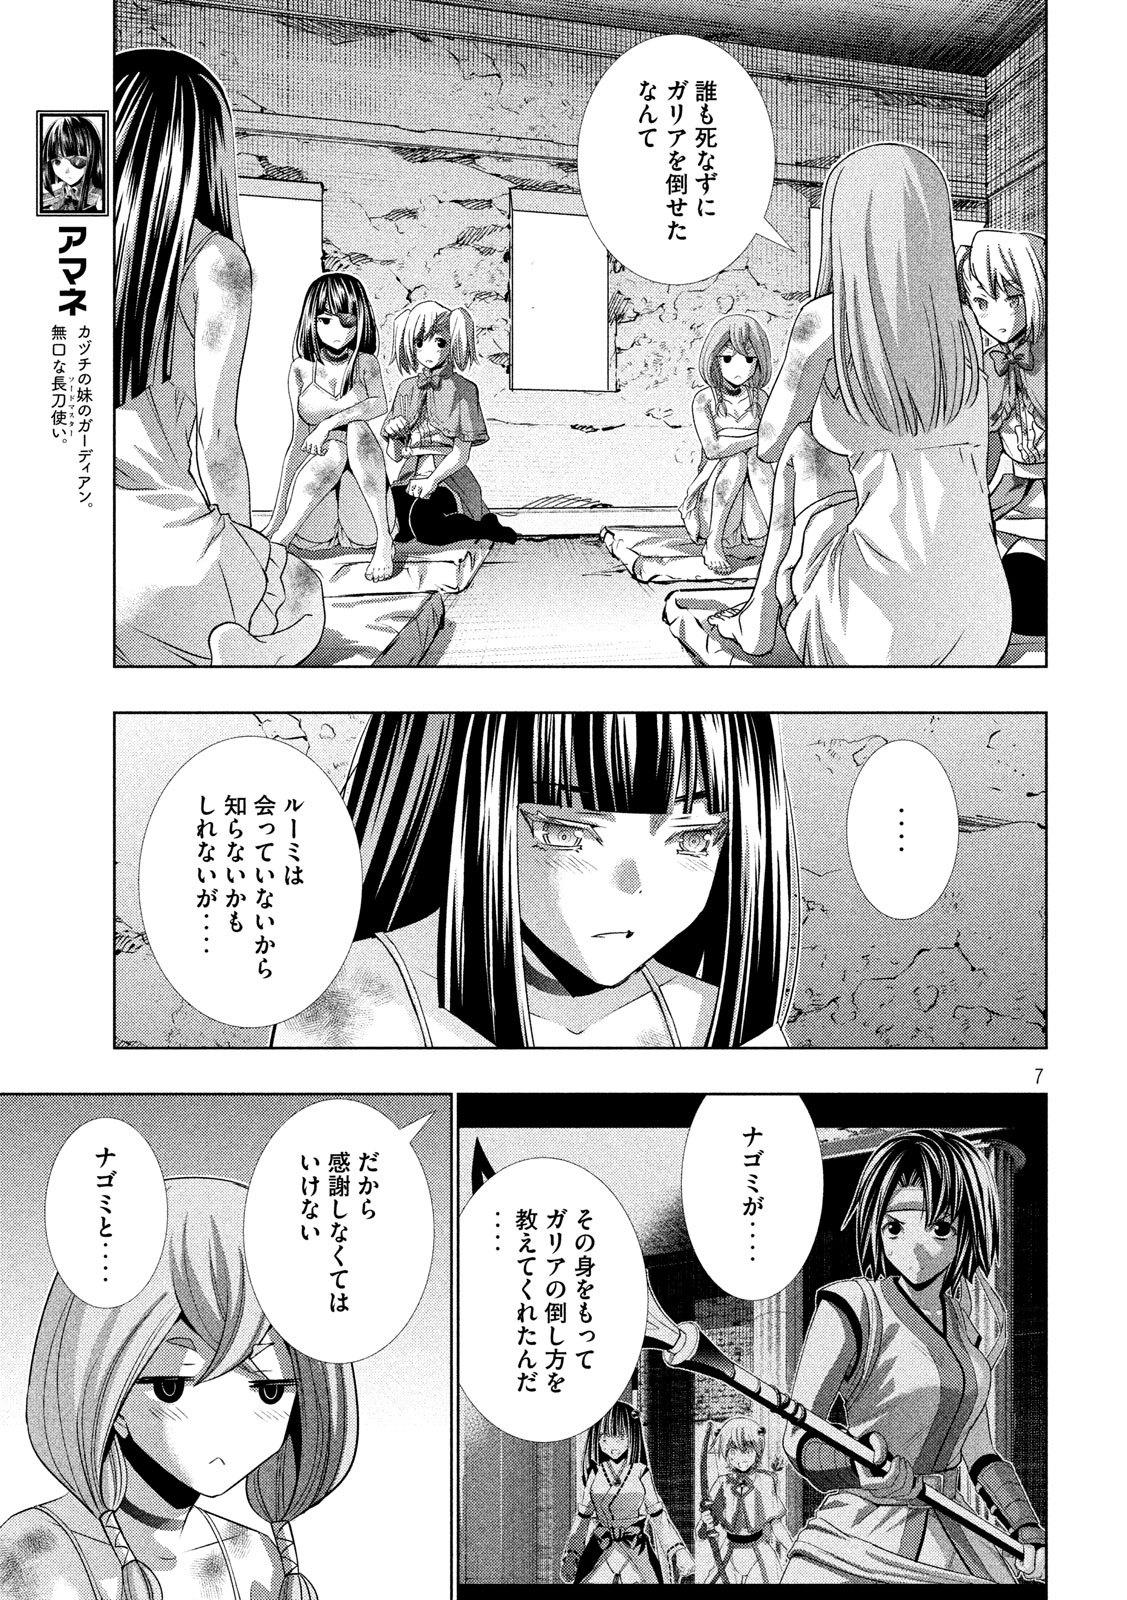 誰も死なずに
ガリアを倒せた
なんて
アマネ
カヅチの妹のガーディアン。
無口な長刀使い。
ソードマスター
・・・・
ルーミは
会っていないから
知らないかも
しれないが・・・・・
7
ナゴミが・・・・・
その身をもって
ガリアの倒し方を
教えてくれたんだ
・・・・
だから
感謝しなくては
いけない
ナゴミと・・・・・